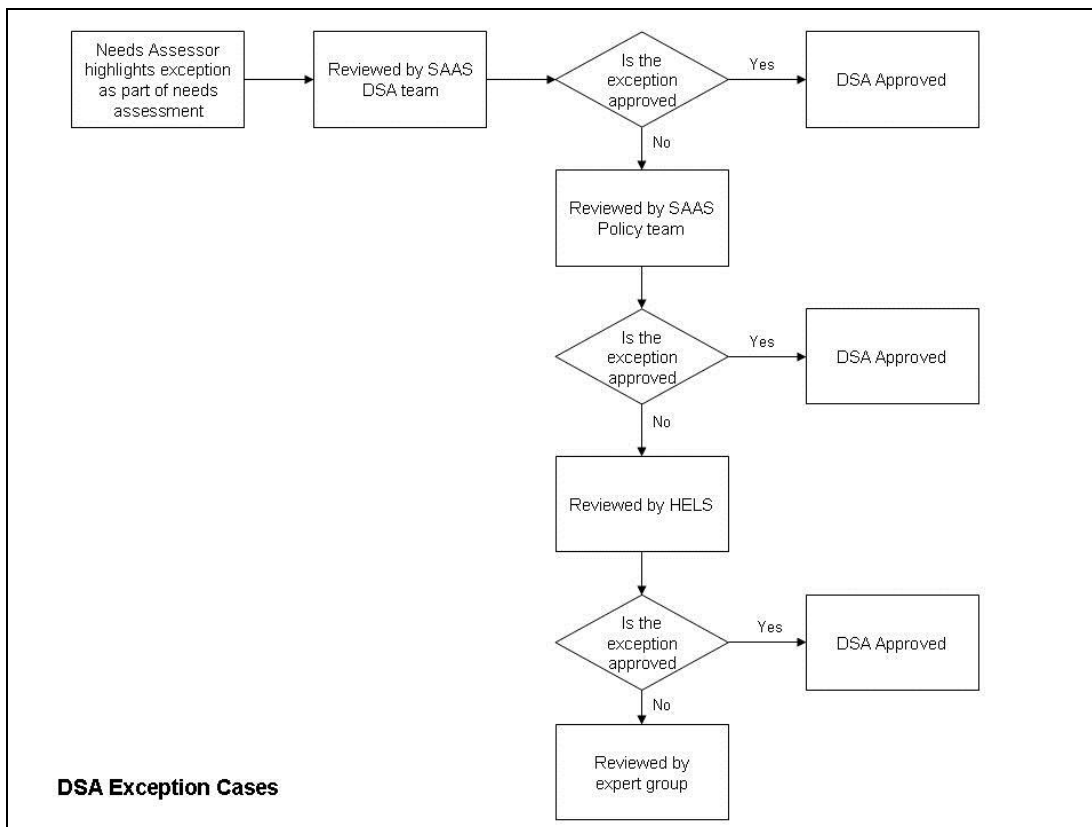 Needs Assessor
highlights exception
as part of needs
assessment
Reviewed by SAAS
DSA team
Is the
exception
approved
Yes
DSA Approved
No
Reviewed by SAAS
Policy team
Is the
exception
approved
Yes
DSA Approved
No
Reviewed by HELS
Is the
exception
approved
Yes
DSA Approved
No
Reviewed by
expert group
DSA Exception Cases